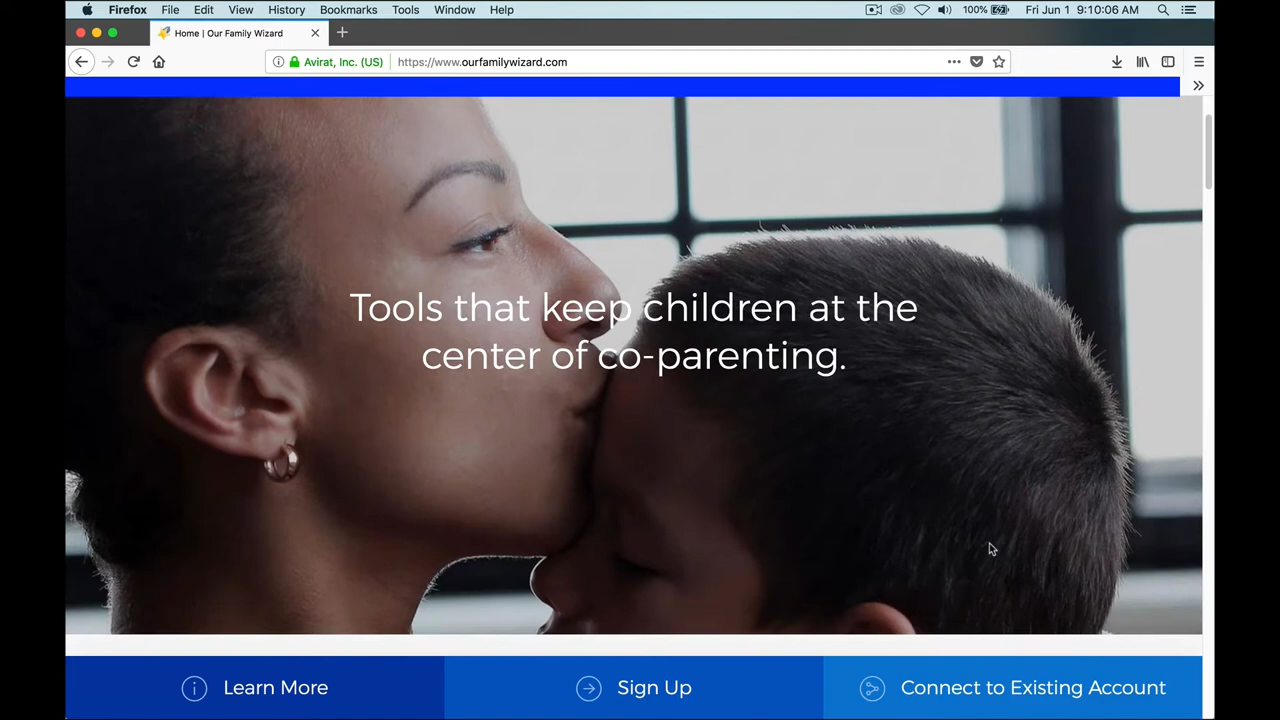 Firefox File Edit View History Bookmarks Tools Window Help 100% Fri Jun 1 9:10:06 AM
Home | Our Family Wizard
Avirat, Inc. (US) https://www.ourfamilywizard.com
Tools that keep children at the
center of co-parenting.
Learn More Sign Up Connect to Existing Account